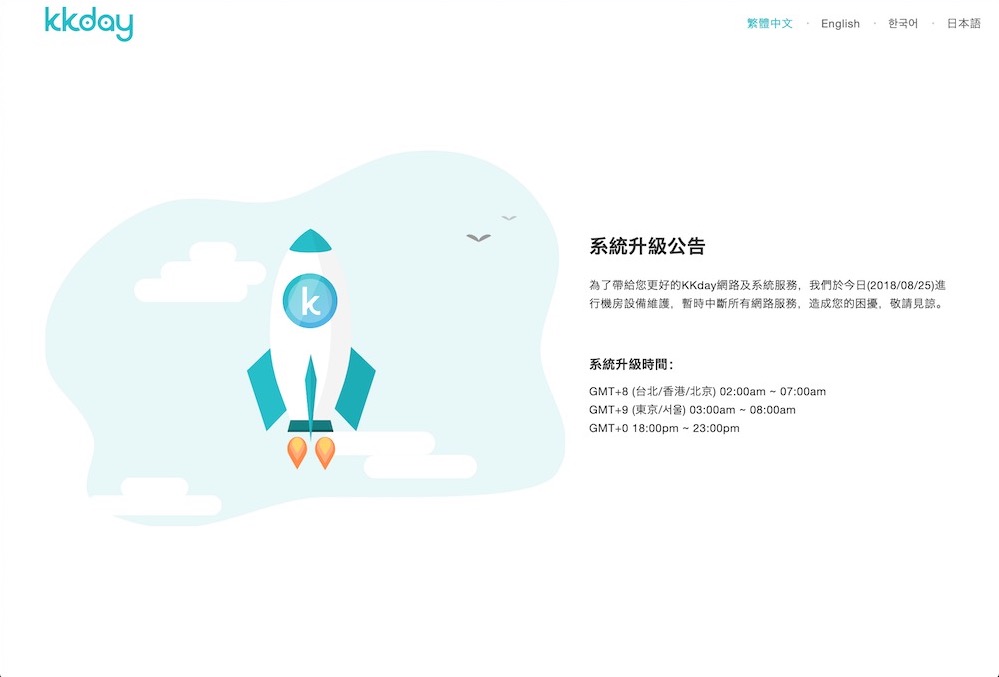 kkday
繁體中文 · English · 한국어 · 日本語
k
系統升級公告
為了帶給您更好的KKday網路及系統服務，我們於今日(2018/08/25)進
行機房設備維護，暫時中斷所有網路服務，造成您的困擾，敬請見諒。
系統升級時間：
GMT+8 (台北/香港/北京) 02:00am ~ 07:00am
GMT+9 (東京/서울) 03:00am ~ 08:00am
GMT+0 18:00pm ~ 23:00pm